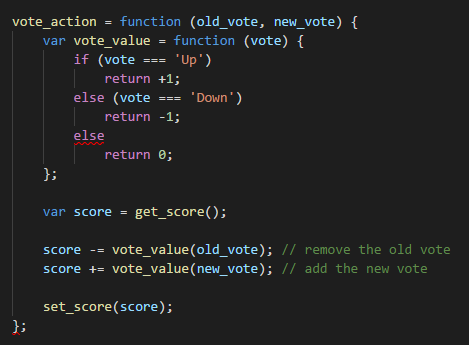 vote_action = function (old_vote, new_vote) {
    var vote_value = function (vote) {
        if (vote === 'Up')
            return +1;
        else (vote === 'Down')
            return -1;
        else
            return 0;
    };

    var score = get_score();

    score -= vote_value(old_vote); // remove the old vote
    score += vote_value(new_vote); // add the new vote

    set_score(score);
};